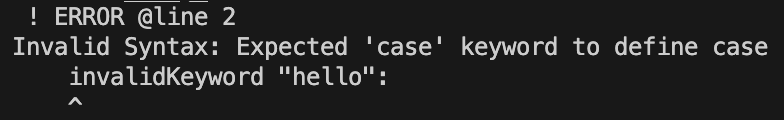 ! ERROR @line 2
Invalid Syntax: Expected 'case' keyword to define case
invalidKeyword "hello":
^